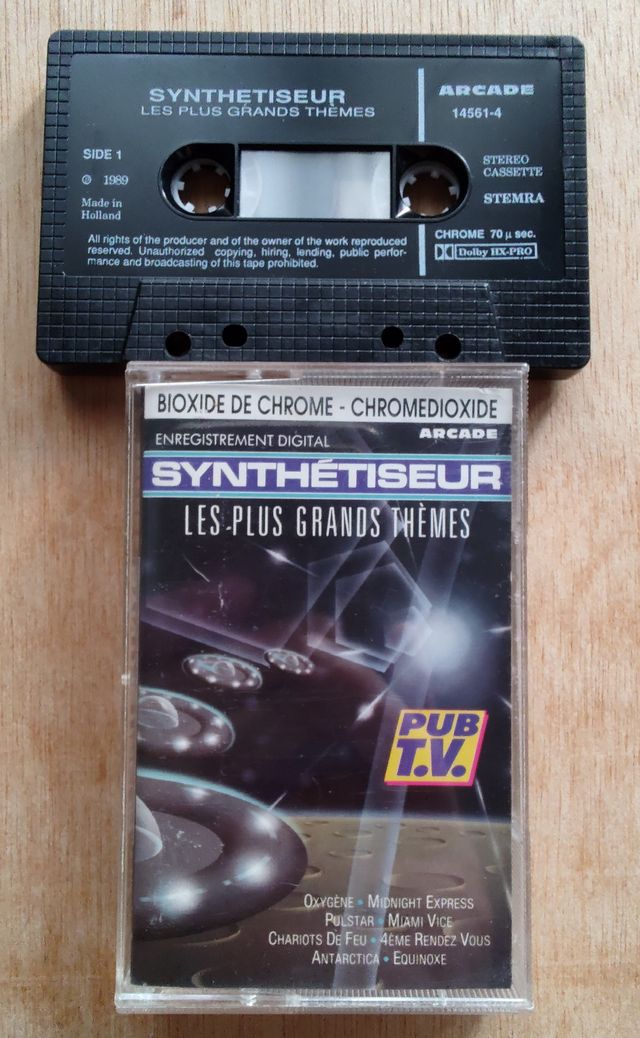 SYNTHETISEUR
LES PLUS GRANDS THÈMES
ARCADE
14561-4
SIDE 1
℗ 1989
Made in
Holland
STEREO
CASSETTE
STEMRA
CHROME 70 µ sec.
Dolby HX-PRO
All rights of the producer and of the owner of the work reproduced
reserved. Unauthorized copying, hiring, lending, public perfor-
mance and broadcasting of this tape prohibited.
BIOXIDE DE CHROME - CHROMEDIOXIDE
ARCADE
ENREGISTREMENT DIGITAL
SYNTHÉTISEUR
LES PLUS GRANDS THÈMES
PUB
T.V.
OXYGÈNE • MIDNIGHT EXPRESS
PULSTAR • MIAMI VICE
CHARIOTS DE FEU • 4ÈME RENDEZ VOUS
ANTARCTICA • EQUINOXE